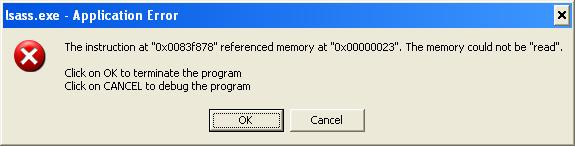 lsass.exe - Application Error
The instruction at "0x0083f878" referenced memory at "0x00000023". The memory could not be "read".
Click on OK to terminate the program
Click on CANCEL to debug the program
OK
Cancel